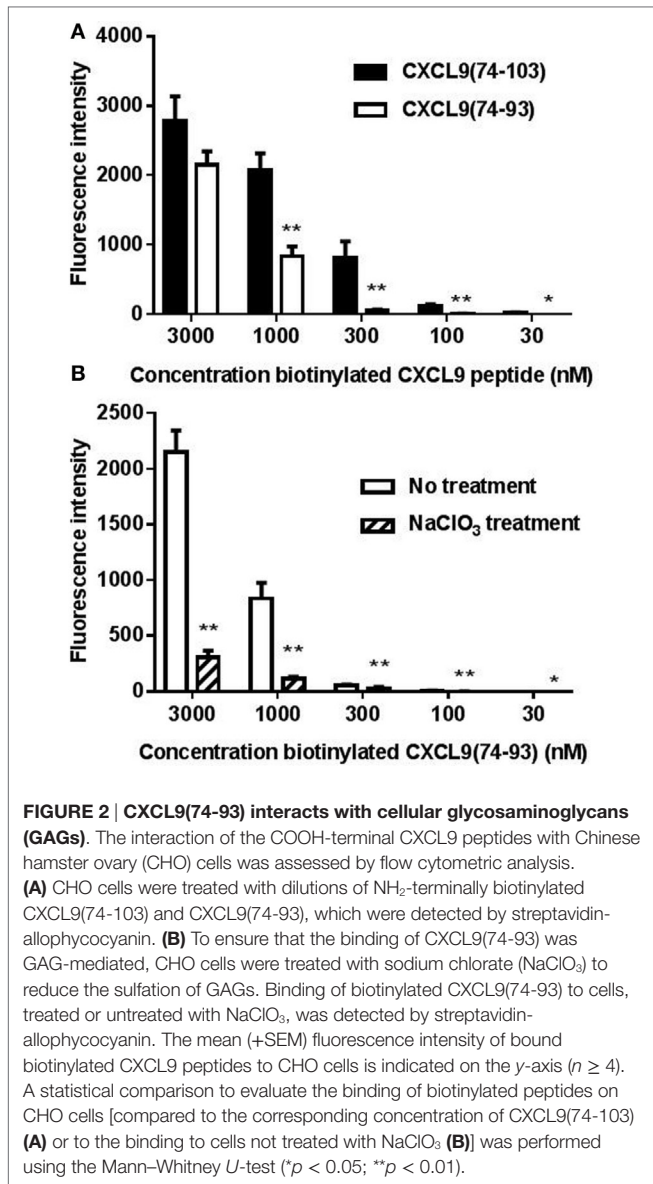 A
Fluorescence intensity
4000
3000
2000
1000
0
CXCL9(74-103)
CXCL9(74-93)
**
**
**
*
3000 1000 300 100 30
Concentration biotinylated CXCL9 peptide (nM)
B
Fluorescence intensity
2500
2000
1500
1000
500
0
No treatment
NaClO₃ treatment
**
**
**
**
*
3000 1000 300 100 30
Concentration biotinylated CXCL9(74-93) (nM)
FIGURE 2 | CXCL9(74-93) interacts with cellular glycosaminoglycans
(GAGs). The interaction of the COOH-terminal CXCL9 peptides with Chinese
hamster ovary (CHO) cells was assessed by flow cytometric analysis.
(A) CHO cells were treated with dilutions of NH₂-terminally biotinylated
CXCL9(74-103) and CXCL9(74-93), which were detected by streptavidin-
allophycocyanin. (B) To ensure that the binding of CXCL9(74-93) was
GAG-mediated, CHO cells were treated with sodium chlorate (NaClO₃) to
reduce the sulfation of GAGs. Binding of biotinylated CXCL9(74-93) to cells,
treated or untreated with NaClO₃, was detected by streptavidin-
allophycocyanin. The mean (+SEM) fluorescence intensity of bound
biotinylated CXCL9 peptides to CHO cells is indicated on the y-axis (n ≥ 4).
A statistical comparison to evaluate the binding of biotinylated peptides on
CHO cells [compared to the corresponding concentration of CXCL9(74-103)
(A) or to the binding to cells not treated with NaClO₃ (B)] was performed
using the Mann–Whitney U-test (*p < 0.05; **p < 0.01).